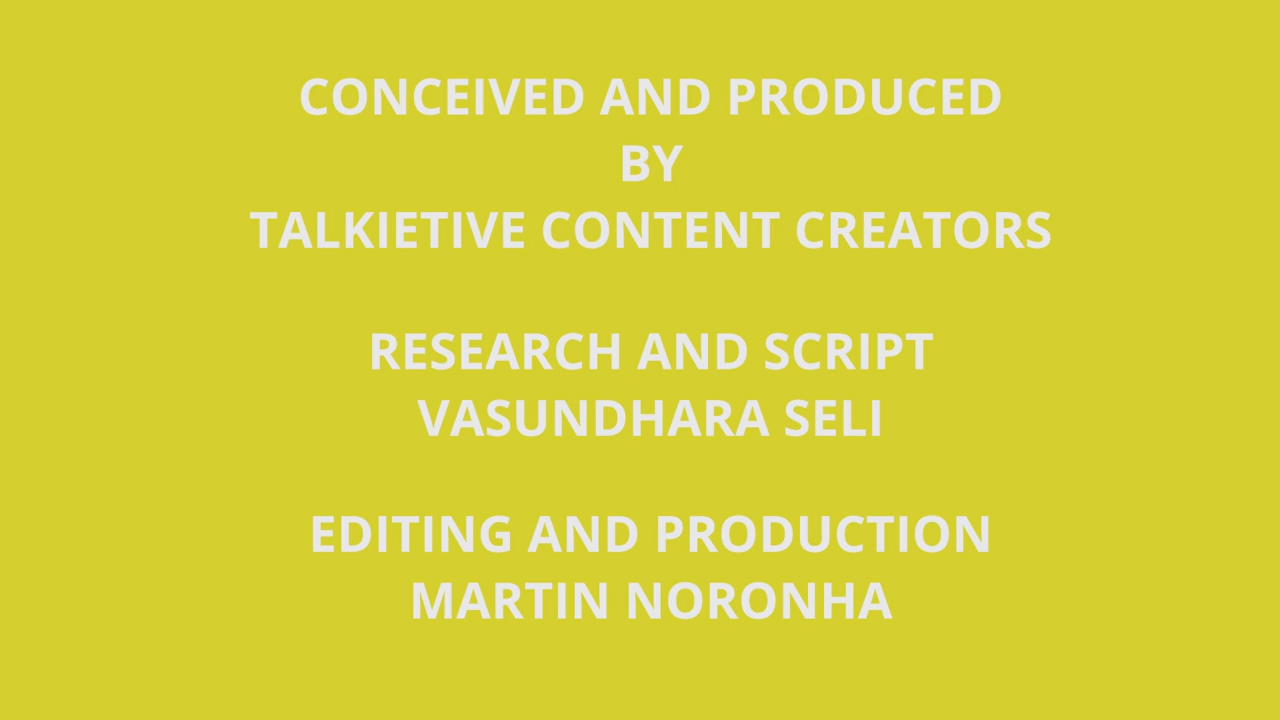 CONCEIVED AND PRODUCED
BY
TALKIETIVE CONTENT CREATORS
RESEARCH AND SCRIPT
VASUNDHARA SELI
EDITING AND PRODUCTION
MARTIN NORONHA